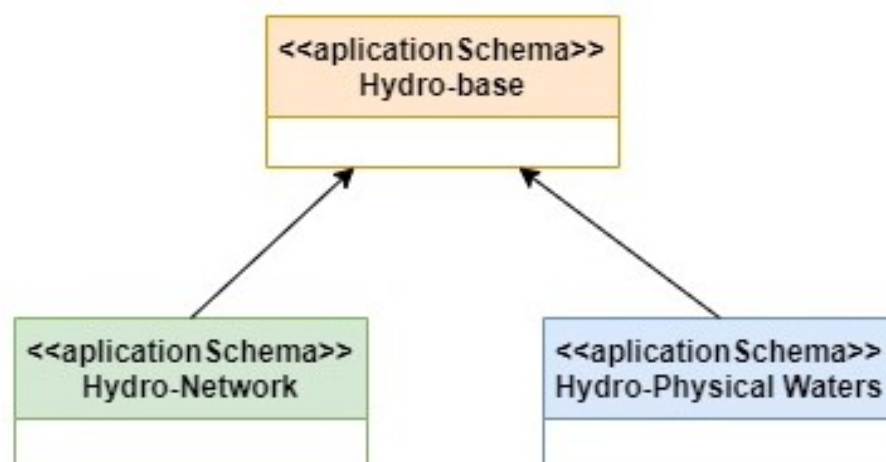 <<aplicationSchema>>
Hydro-base
<<aplicationSchema>>
Hydro-Network
<<aplicationSchema>>
Hydro-Physical Waters